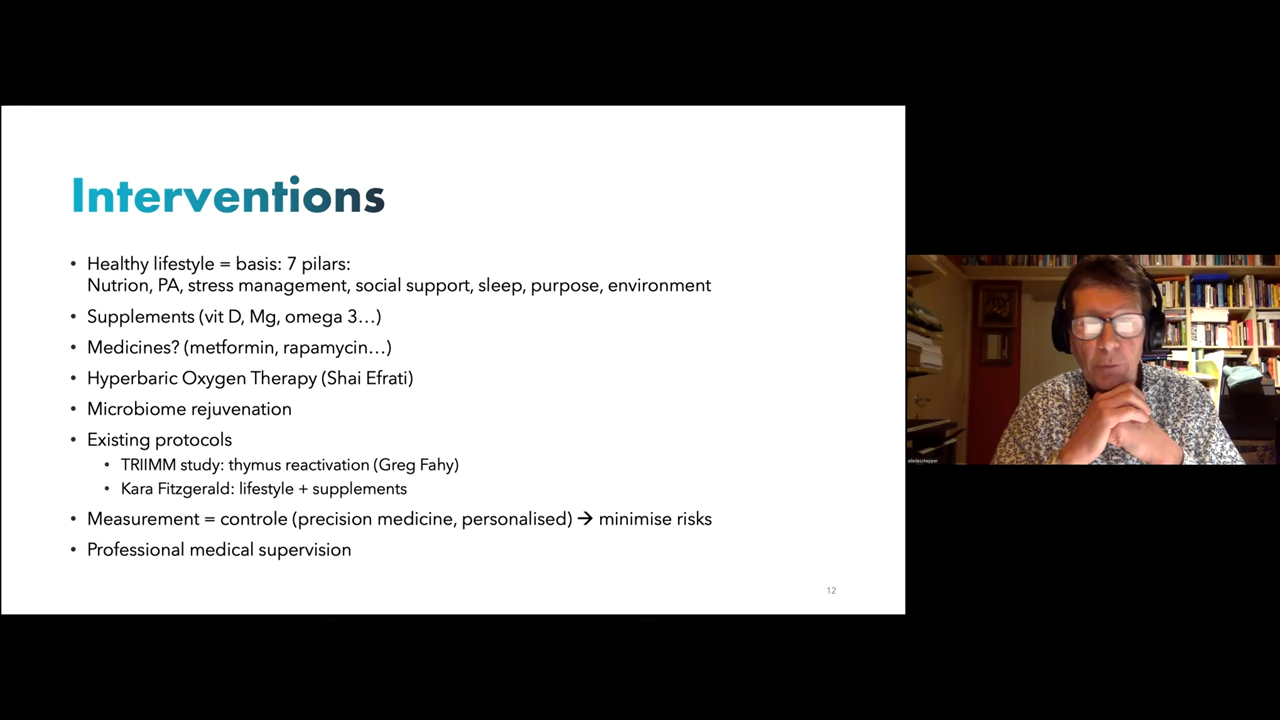 Interventions
• Healthy lifestyle = basis: 7 pilars:
Nutrion, PA, stress management, social support, sleep, purpose, environment
• Supplements (vit D, Mg, omega 3…)
• Medicines? (metformin, rapamycin…)
• Hyperbaric Oxygen Therapy (Shai Efrati)
• Microbiome rejuvenation
• Existing protocols
• TRIIMM study: thymus reactivation (Greg Fahy)
• Kara Fitzgerald: lifestyle + supplements
• Measurement = controle (precision medicine, personalised) → minimise risks
• Professional medical supervision
12